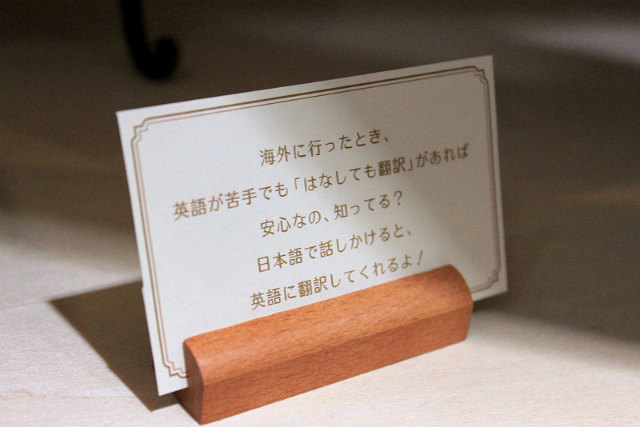 海外に行ったとき、
英語が苦手でも「はなしても翻訳」があれば
安心なの、知ってる？
日本語で話しかけると、
英語に翻訳してくれるよ！